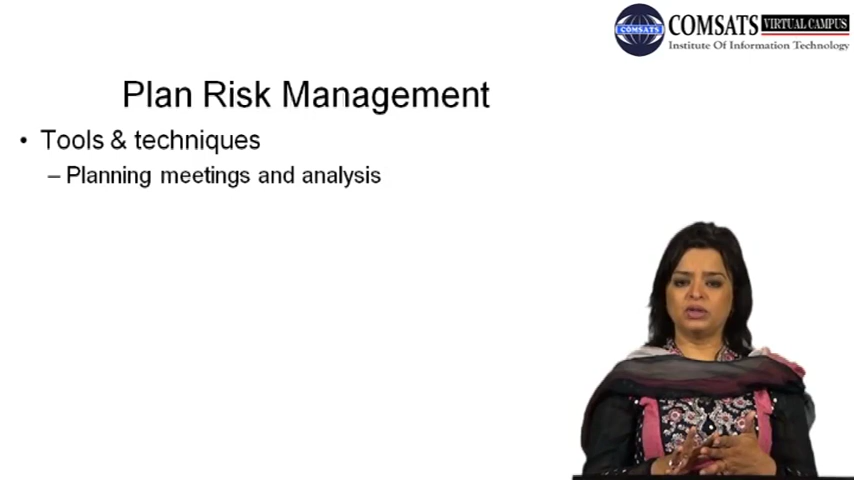 COMSATS VIRTUAL CAMPUS
COMSATS
Institute Of Information Technology
Plan Risk Management
• Tools & techniques
– Planning meetings and analysis